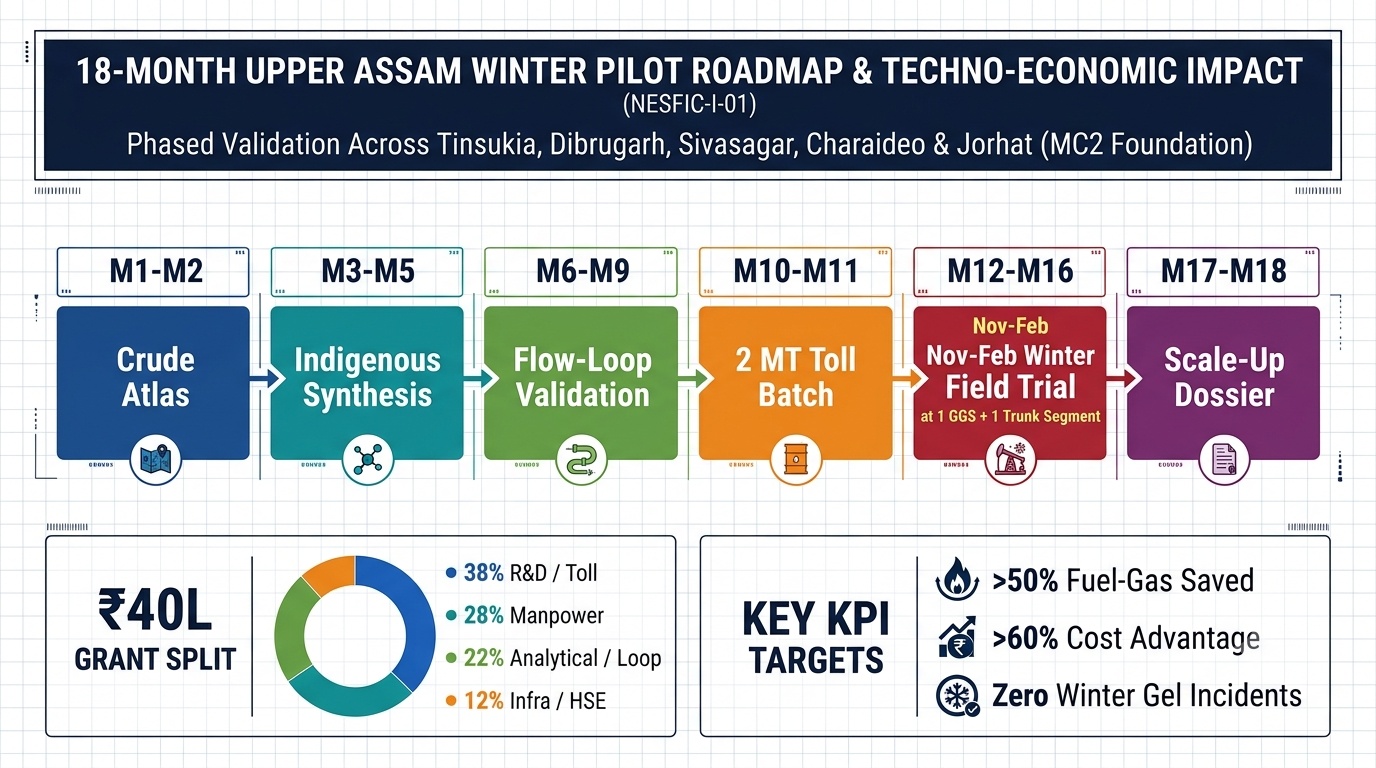 18-MONTH UPPER ASSAM WINTER PILOT ROADMAP & TECHNO-ECONOMIC IMPACT
(NESFIC-I-01)
Phased Validation Across Tinsukia, Dibrugarh, Sivasagar, Charaideo & Jorhat (MC2 Foundation)
M1-M2
Crude
Atlas
M3-M5
Indigenous
Synthesis
M6-M9
Flow-Loop
Validation
M10-M11
2 MT Toll
Batch
M12-M16
Nov-Feb
Nov-Feb Winter
Field Trial
at 1 GGS + 1 Trunk Segment
M17-M18
Scale-Up
Dossier
₹40L
GRANT SPLIT
38% R&D / Toll
28% Manpower
22% Analytical / Loop
12% Infra / HSE
KEY KPI
TARGETS
>50% Fuel-Gas Saved
>60% Cost Advantage
Zero Winter Gel Incidents